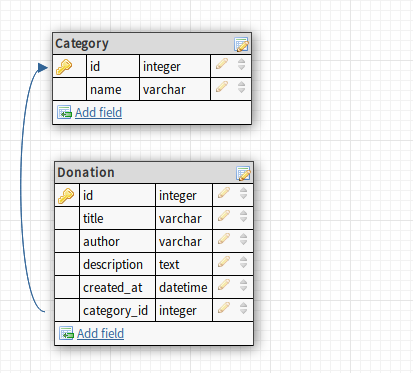 Category
id integer
name varchar
Add field
Donation
id integer
title varchar
author varchar
description text
created_at datetime
category_id integer
Add field